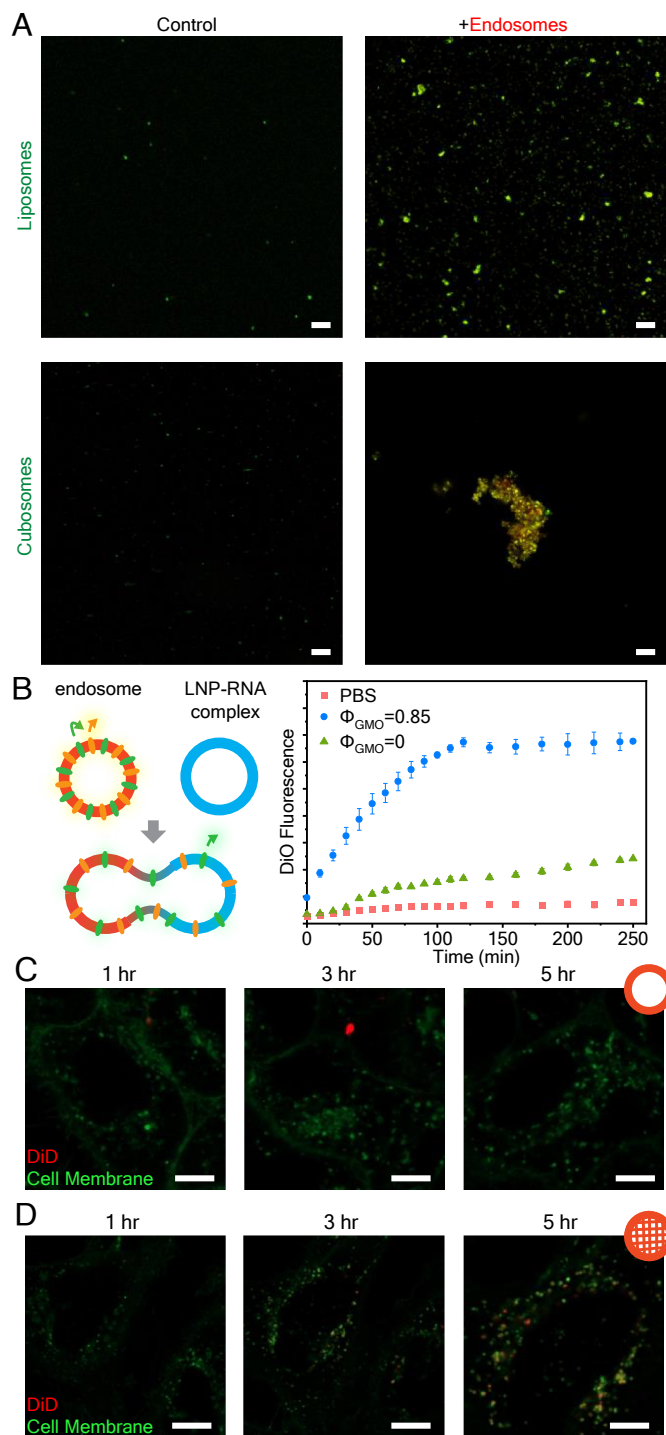 A
Control
+Endosomes
Liposomes
Cubosomes
B
endosome
LNP-RNA
complex
DiO Fluorescence
PBS
ΦGMO=0.85
ΦGMO=0
0 50 100 150 200 250
Time (min)
C
1 hr
3 hr
5 hr
DiD
Cell Membrane
D
1 hr
3 hr
5 hr
DiD
Cell Membrane